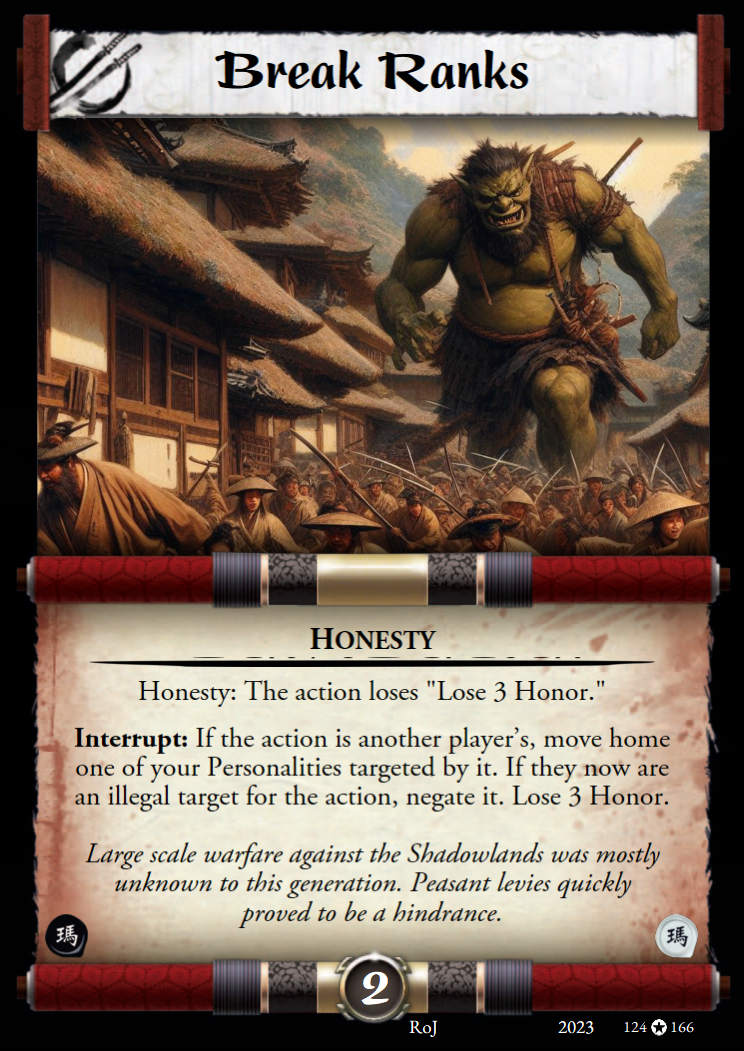 Break Ranks
HONESTY
Honesty: The action loses "Lose 3 Honor."
Interrupt: If the action is another player's, move home
one of your Personalities targeted by it. If they now are
an illegal target for the action, negate it. Lose 3 Honor.
Large scale warfare against the Shadowlands was mostly
unknown to this generation. Peasant levies quickly
proved to be a hindrance.
瑪 瑪
2
RoJ 2023 124 ✪ 166